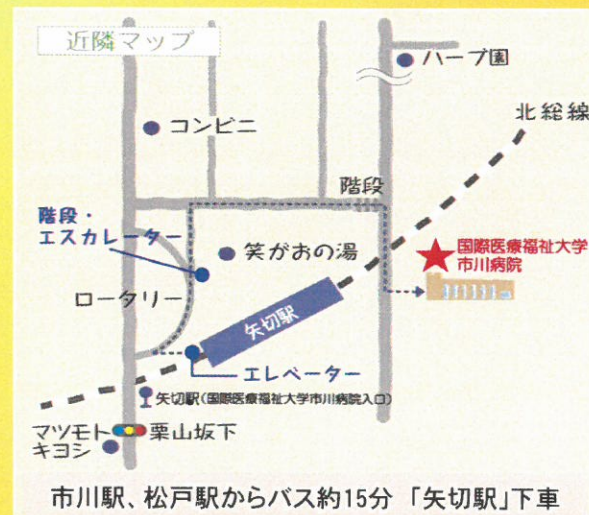 近隣マップ
ハーブ園
北総線
コンビニ
階段
階段・
エスカレーター
笑がおの湯
国際医療福祉大学
市川病院
ロータリー
矢切駅
エレベーター
矢切駅(国際医療福祉大学市川病院入口)
マツモト
キヨシ
栗山坂下
市川駅、松戸駅からバス約15分 「矢切駅」下車